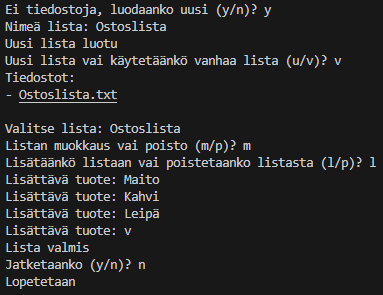 Ei tiedostoja, luodaanko uusi (y/n)? y
Nimeä lista: Ostoslista
Uusi lista luotu
Uusi lista vai käytetäänkö vanhaa lista (u/v)? v
Tiedostot:
- Ostoslista.txt
Valitse lista: Ostoslista
Listan muokkaus vai poisto (m/p)? m
Lisätäänkö listaan vai poistetaanko listasta (l/p)? l
Lisättävä tuote: Maito
Lisättävä tuote: Kahvi
Lisättävä tuote: Leipä
Lisättävä tuote: v
Lista valmis
Jatketaanko (y/n)? n
Lopetetaan